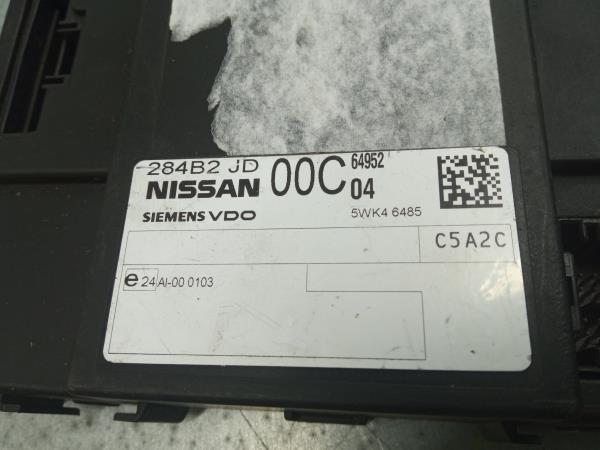 284B2 JD 00C 64952
NISSAN 04
SIEMENS VDO 5WK4 6485
C5A2C
e 24 AI-00 0103